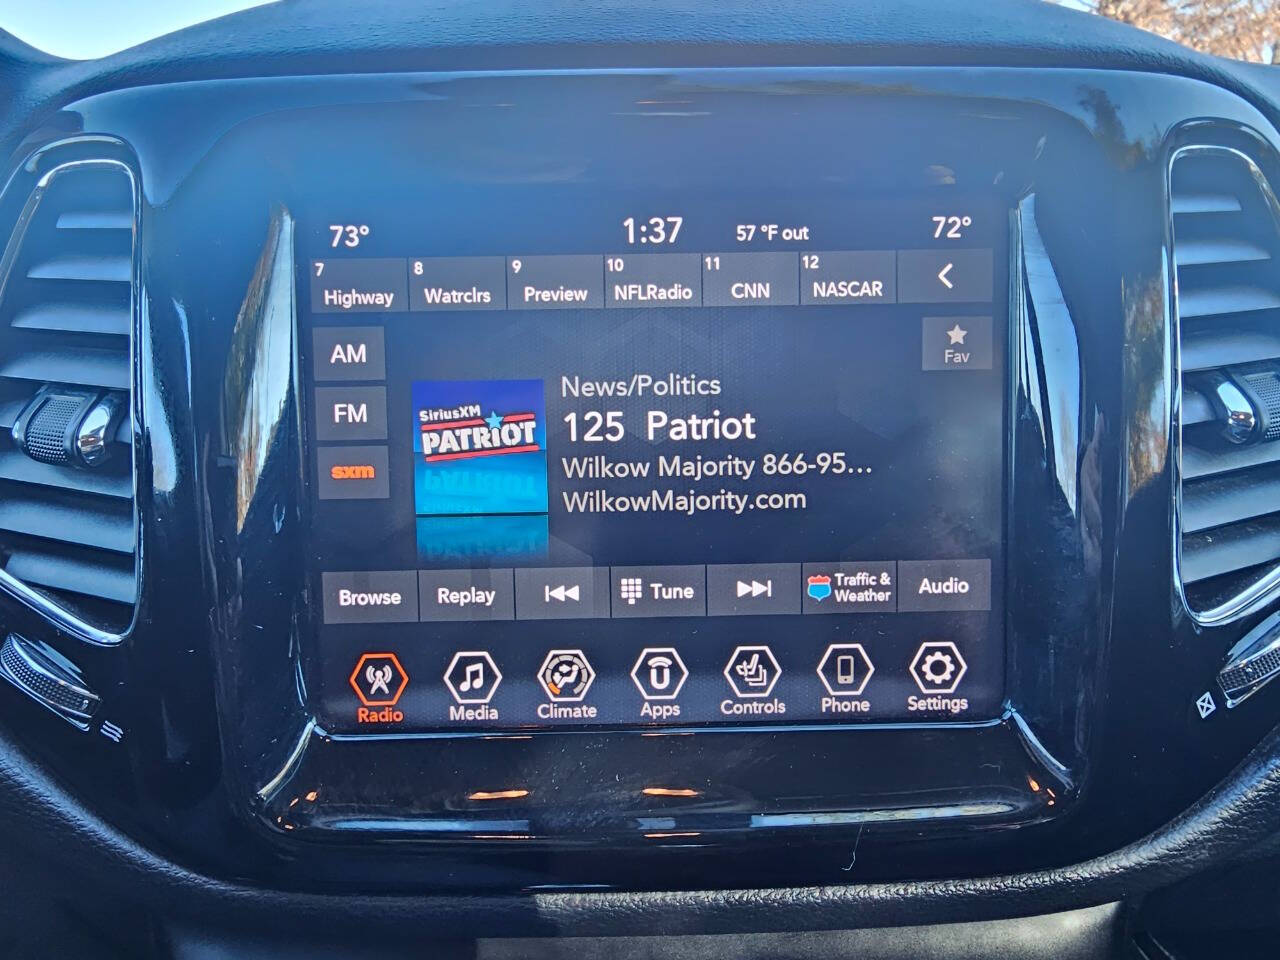 73° 1:37 57 °F out 72°
7 8 9 10 11 12
Highway Watrclrs Preview NFLRadio CNN NASCAR
AM
Fav
News/Politics
FM
SiriusXM
PATRIOT
125 Patriot
sxm
Wilkow Majority 866-95...
WilkowMajority.com
Browse Replay Tune Traffic & Weather Audio
Radio Media Climate Apps Controls Phone Settings